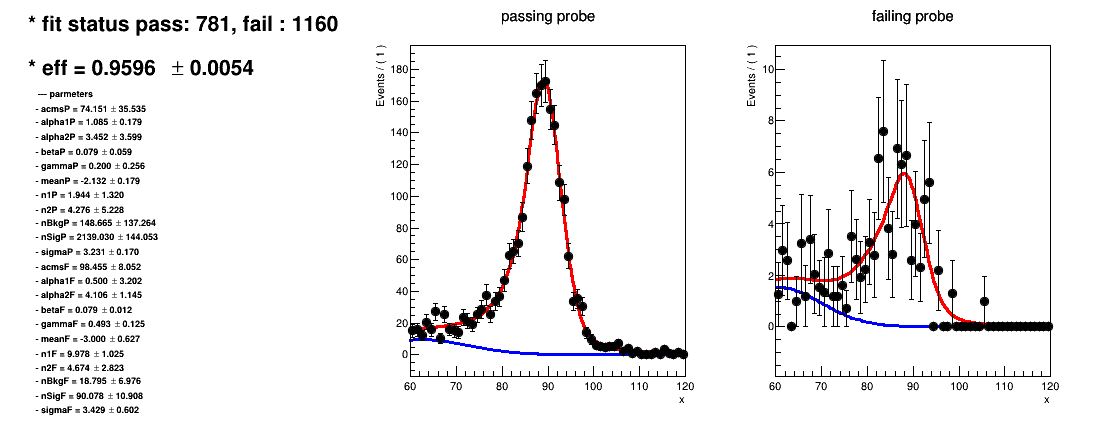 * fit status pass: 781, fail : 1160
* eff = 0.9596 ± 0.0054
--- parmeters
- acmsP = 74.151 ± 35.535
- alpha1P = 1.085 ± 0.179
- alpha2P = 3.452 ± 3.599
- betaP = 0.079 ± 0.059
- gammaP = 0.200 ± 0.256
- meanP = -2.132 ± 0.179
- n1P = 1.944 ± 1.320
- n2P = 4.276 ± 5.228
- nBkgP = 148.665 ± 137.264
- nSigP = 2139.030 ± 144.053
- sigmaP = 3.231 ± 0.170
- acmsF = 98.455 ± 8.052
- alpha1F = 0.500 ± 3.202
- alpha2F = 4.106 ± 1.145
- betaF = 0.079 ± 0.012
- gammaF = 0.493 ± 0.125
- meanF = -3.000 ± 0.627
- n1F = 9.978 ± 1.025
- n2F = 4.674 ± 2.823
- nBkgF = 18.795 ± 6.976
- nSigF = 90.078 ± 10.908
- sigmaF = 3.429 ± 0.602
passing probe
Events / ( 1 )
180
160
140
120
100
80
60
40
20
0
60 70 80 90 100 110 120
x
failing probe
Events / ( 1 )
10
8
6
4
2
0
60 70 80 90 100 110 120
x